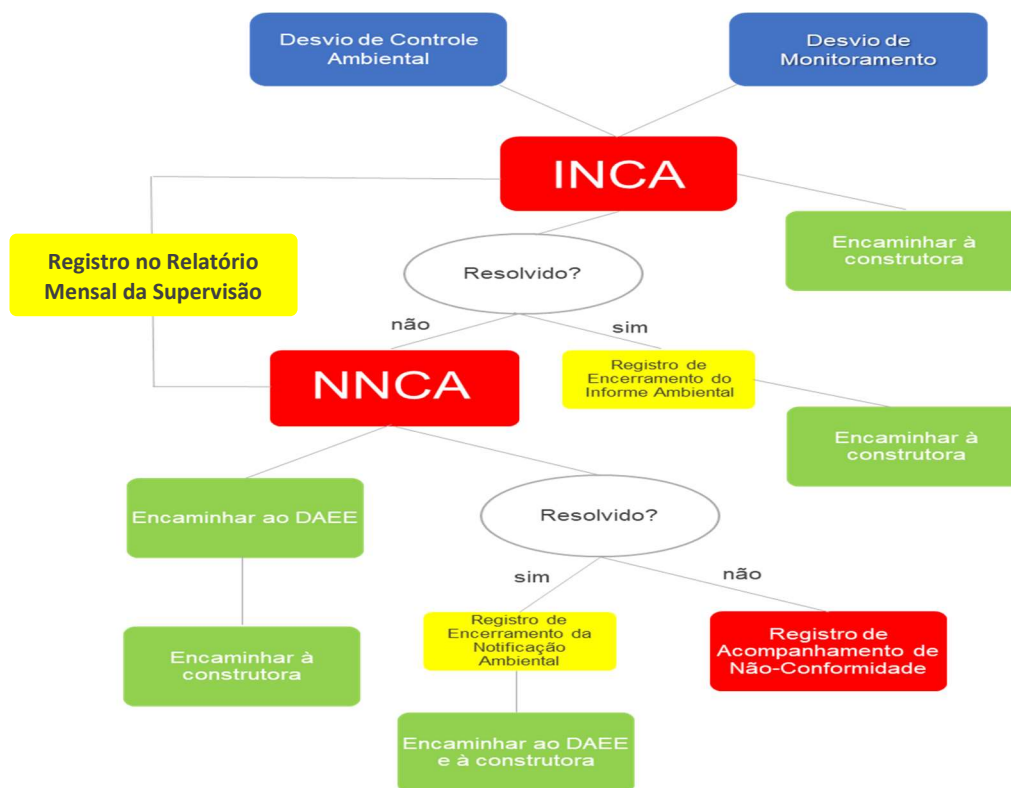 Desvio de Controle
Ambiental
Desvio de
Monitoramento
INCA
Encaminhar à
construtora
Registro no Relatório
Mensal da Supervisão
Resolvido?
não
sim
NNCA
Registro de
Encerramento do
Informe Ambiental
Encaminhar à
construtora
Encaminhar ao DAEE
Resolvido?
sim
não
Encaminhar à
construtora
Registro de
Encerramento da
Notificação
Ambiental
Registro de
Acompanhamento de
Não-Conformidade
Encaminhar ao DAEE
e à construtora